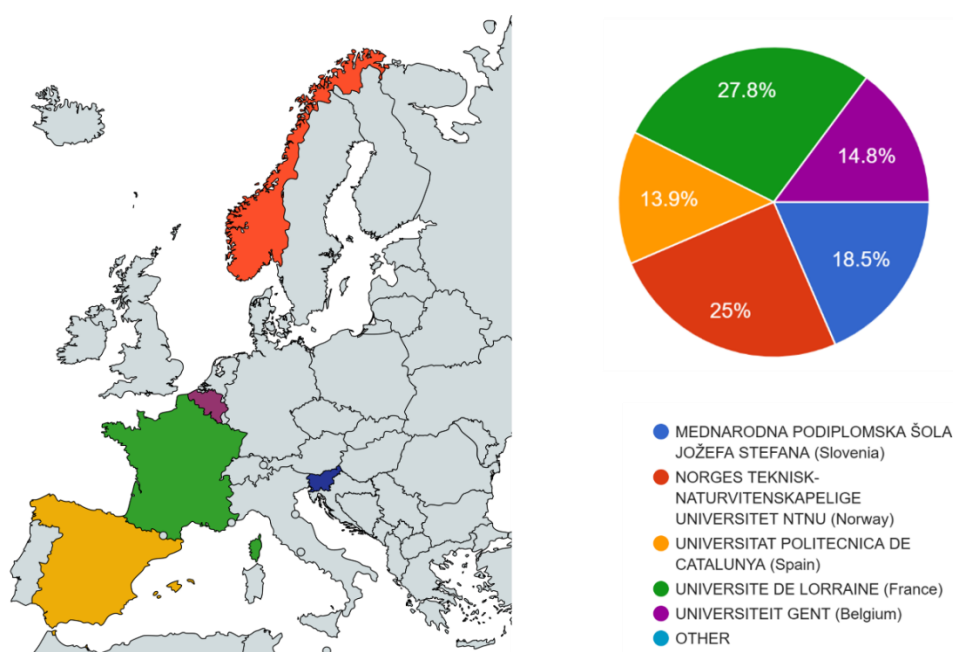 27.8%
14.8%
13.9%
18.5%
25%
MEDNARODNA PODIPLOMSKA ŠOLA
JOŽEFA STEFANA (Slovenia)
NORGES TEKNISK-
NATURVITENSKAPELIGE
UNIVERSITET NTNU (Norway)
UNIVERSITAT POLITECNICA DE
CATALUNYA (Spain)
UNIVERSITE DE LORRAINE (France)
UNIVERSITEIT GENT (Belgium)
OTHER